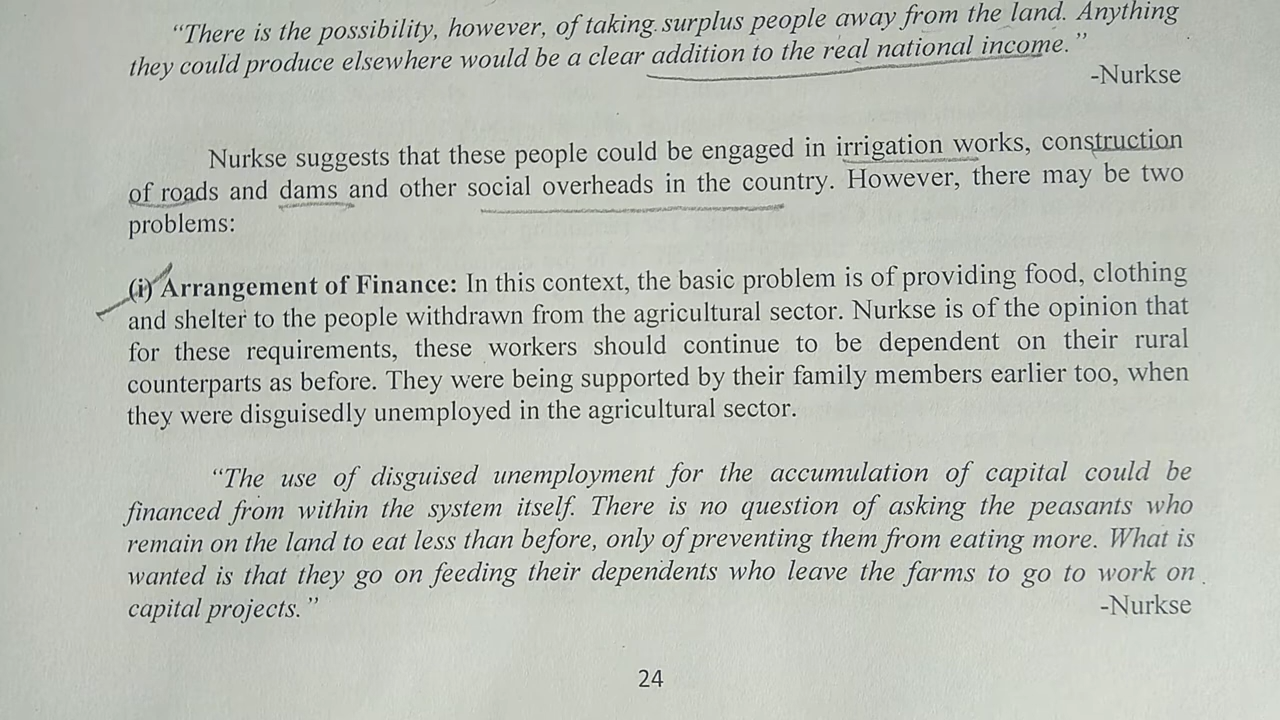 “There is the possibility, however, of taking surplus people away from the land. Anything
they could produce elsewhere would be a clear addition to the real national income.”
-Nurkse
Nurkse suggests that these people could be engaged in irrigation works, construction
of roads and dams and other social overheads in the country. However, there may be two
problems:
(i) Arrangement of Finance: In this context, the basic problem is of providing food, clothing
and shelter to the people withdrawn from the agricultural sector. Nurkse is of the opinion that
for these requirements, these workers should continue to be dependent on their rural
counterparts as before. They were being supported by their family members earlier too, when
they were disguisedly unemployed in the agricultural sector.
“The use of disguised unemployment for the accumulation of capital could be
financed from within the system itself. There is no question of asking the peasants who
remain on the land to eat less than before, only of preventing them from eating more. What is
wanted is that they go on feeding their dependents who leave the farms to go to work on
capital projects.”
-Nurkse
24